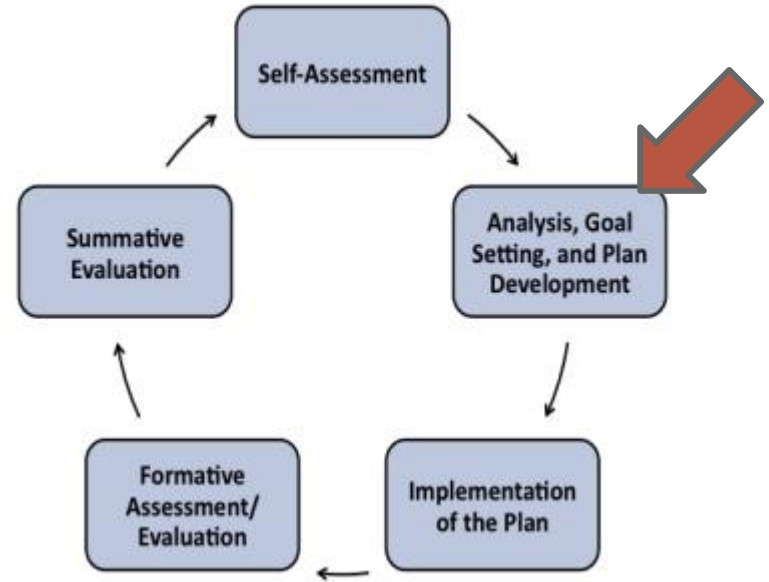 Self-Assessment
Analysis, Goal
Setting, and Plan
Development
Implementation
of the Plan
Formative
Assessment/
Evaluation
Summative
Evaluation